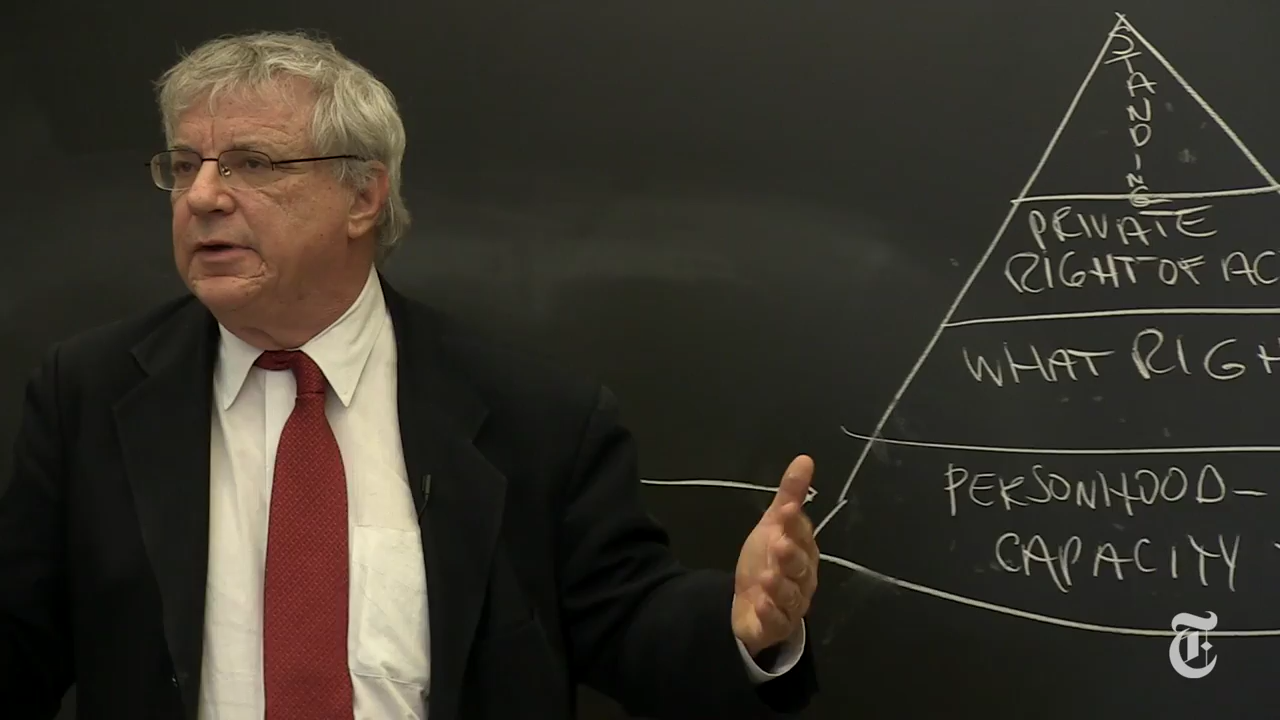 STANDING
PRIVATE
RIGHT OF AC
WHAT RIGH
PERSONHOOD-
CAPACITY
T